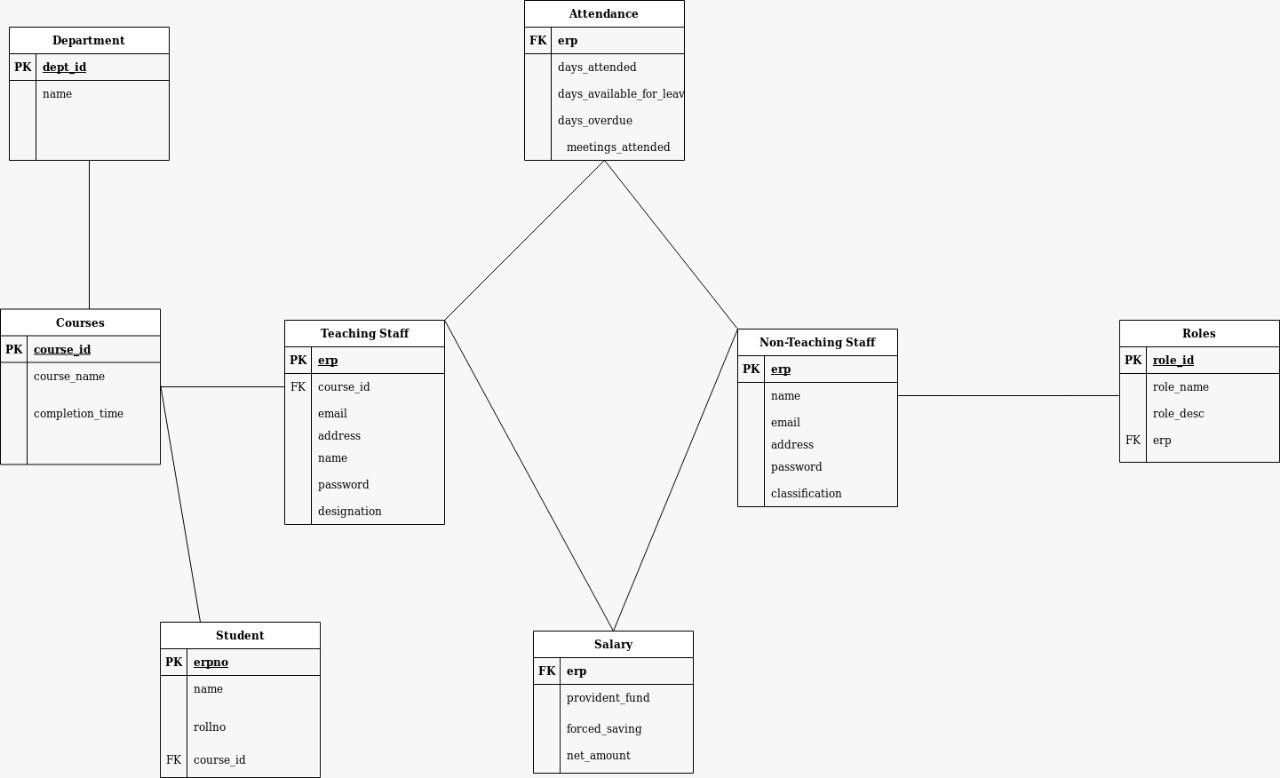 Attendance
FK erp
days_attended
days_available_for_leav
days_overdue
meetings_attended
Department
PK dept_id
name
Courses
PK course_id
course_name
completion_time
Teaching Staff
PK erp
FK course_id
email
address
name
password
designation
Non-Teaching Staff
PK erp
name
email
address
password
classification
Roles
PK role_id
role_name
role_desc
FK erp
Student
PK erpno
name
rollno
FK course_id
Salary
FK erp
provident_fund
forced_saving
net_amount